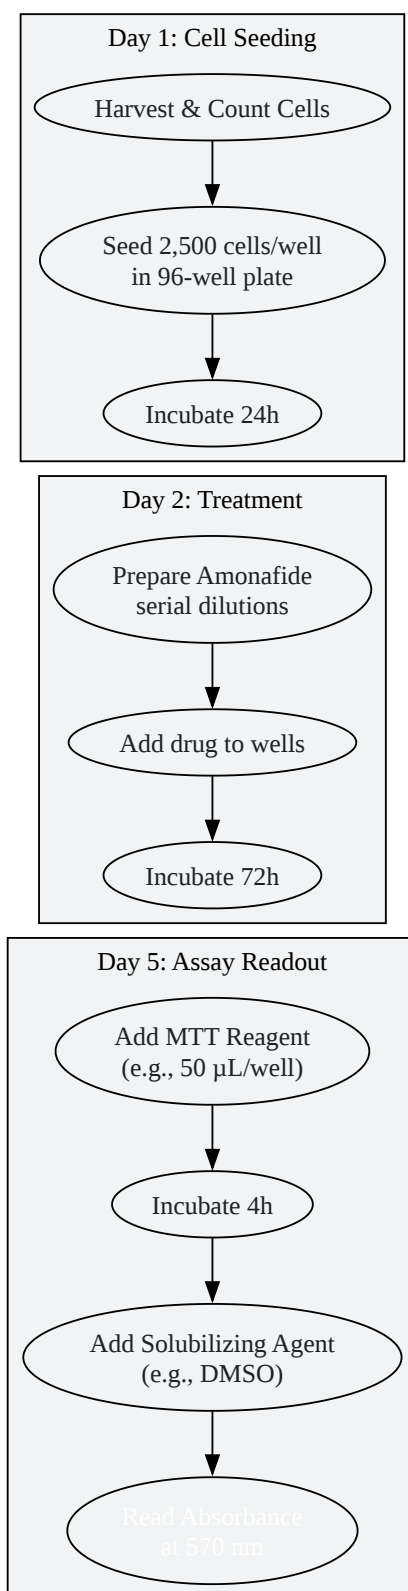 Day 1: Cell Seeding
Harvest & Count Cells
Seed 2,500 cells/well
in 96-well plate
Incubate 24h
Day 2: Treatment
Prepare Amonafide
serial dilutions
Add drug to wells
Incubate 72h
Day 5: Assay Readout
Add MTT Reagent
(e.g., 50 µL/well)
Incubate 4h
Add Solubilizing Agent
(e.g., DMSO)
Read Absorbance
at 570 nm